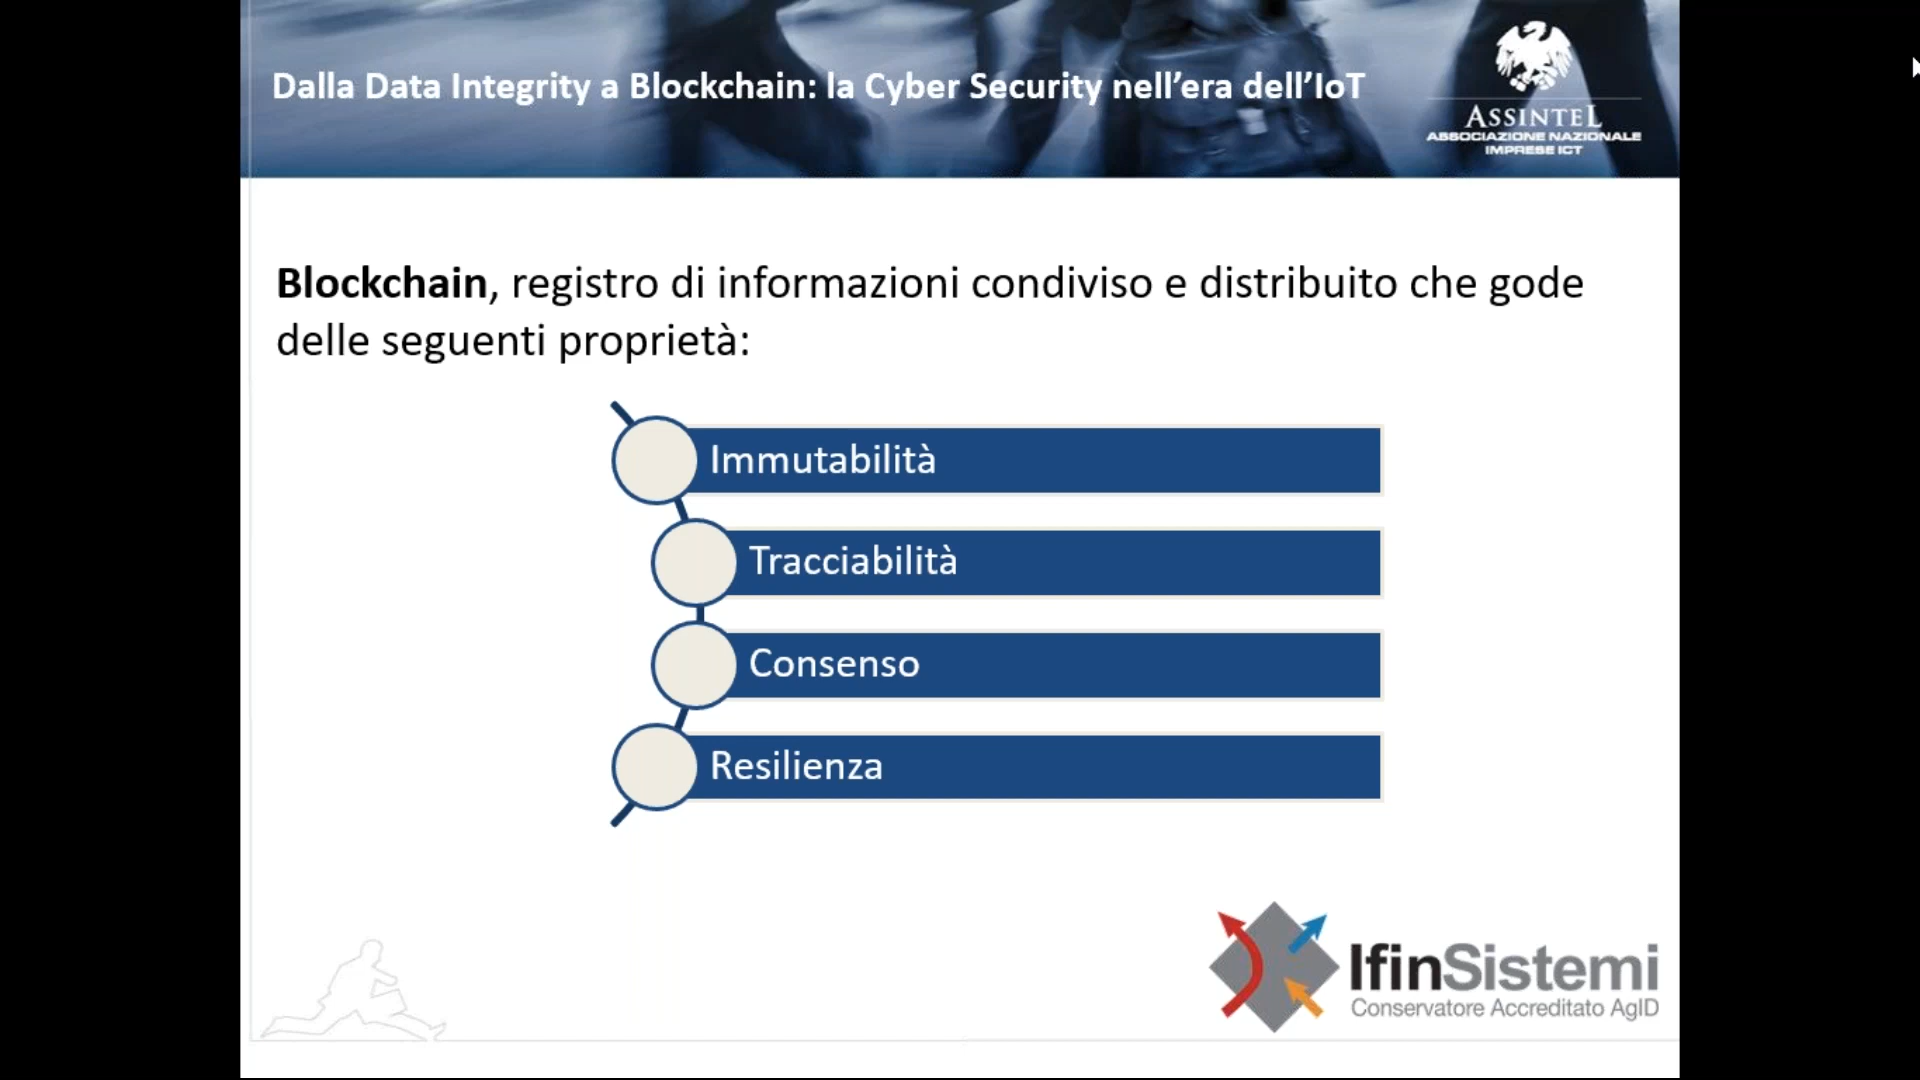 Dalla Data Integrity a Blockchain: la Cyber Security nell’era dell’IoT
ASSINTEL
ASSOCIAZIONE NAZIONALE
IMPRESE ICT
Blockchain, registro di informazioni condiviso e distribuito che gode
delle seguenti proprietà:
Immutabilità
Tracciabilità
Consenso
Resilienza
IfinSistemi
Conservatore Accreditato AgID